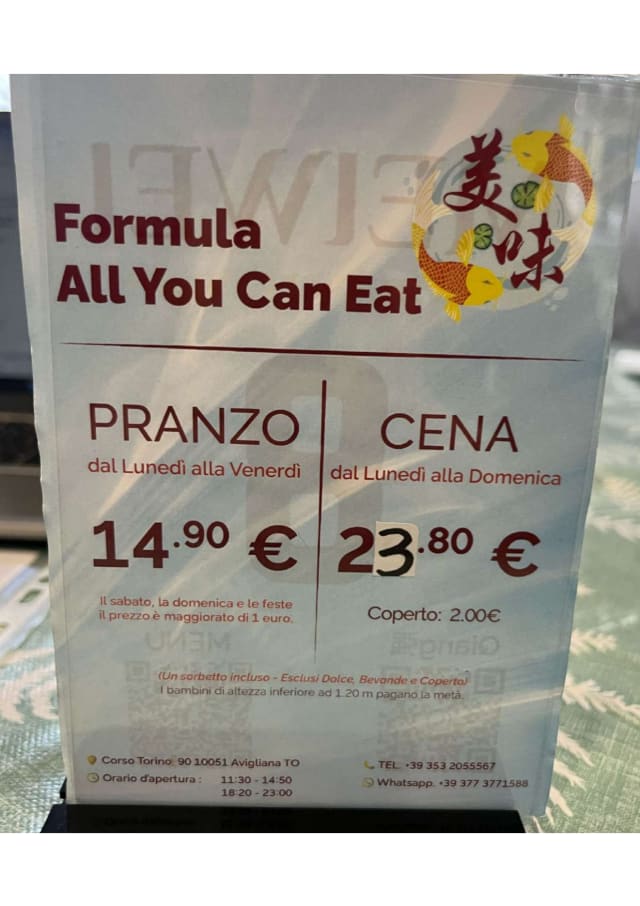 美味
Formula
All You Can Eat
PRANZO
dal Lunedì alla Venerdì
14.90 €
Il sabato, la domenica e le feste
il prezzo è maggiorato di 1 euro.
CENA
dal Lunedì alla Domenica
23.80 €
Coperto: 2.00€
(Un sorbetto incluso - Esclusi Dolce, Bevande e Coperto)
I bambini di altezza inferiore ad 1.20 m pagano la metà.
Corso Torino, 90 10051 Avigliana TO
Orario d'apertura : 11:30 - 14:50
18:20 - 23:00
TEL. +39 353 2055567
Whatsapp. +39 377 3771588
MEIWEI
8
MENU